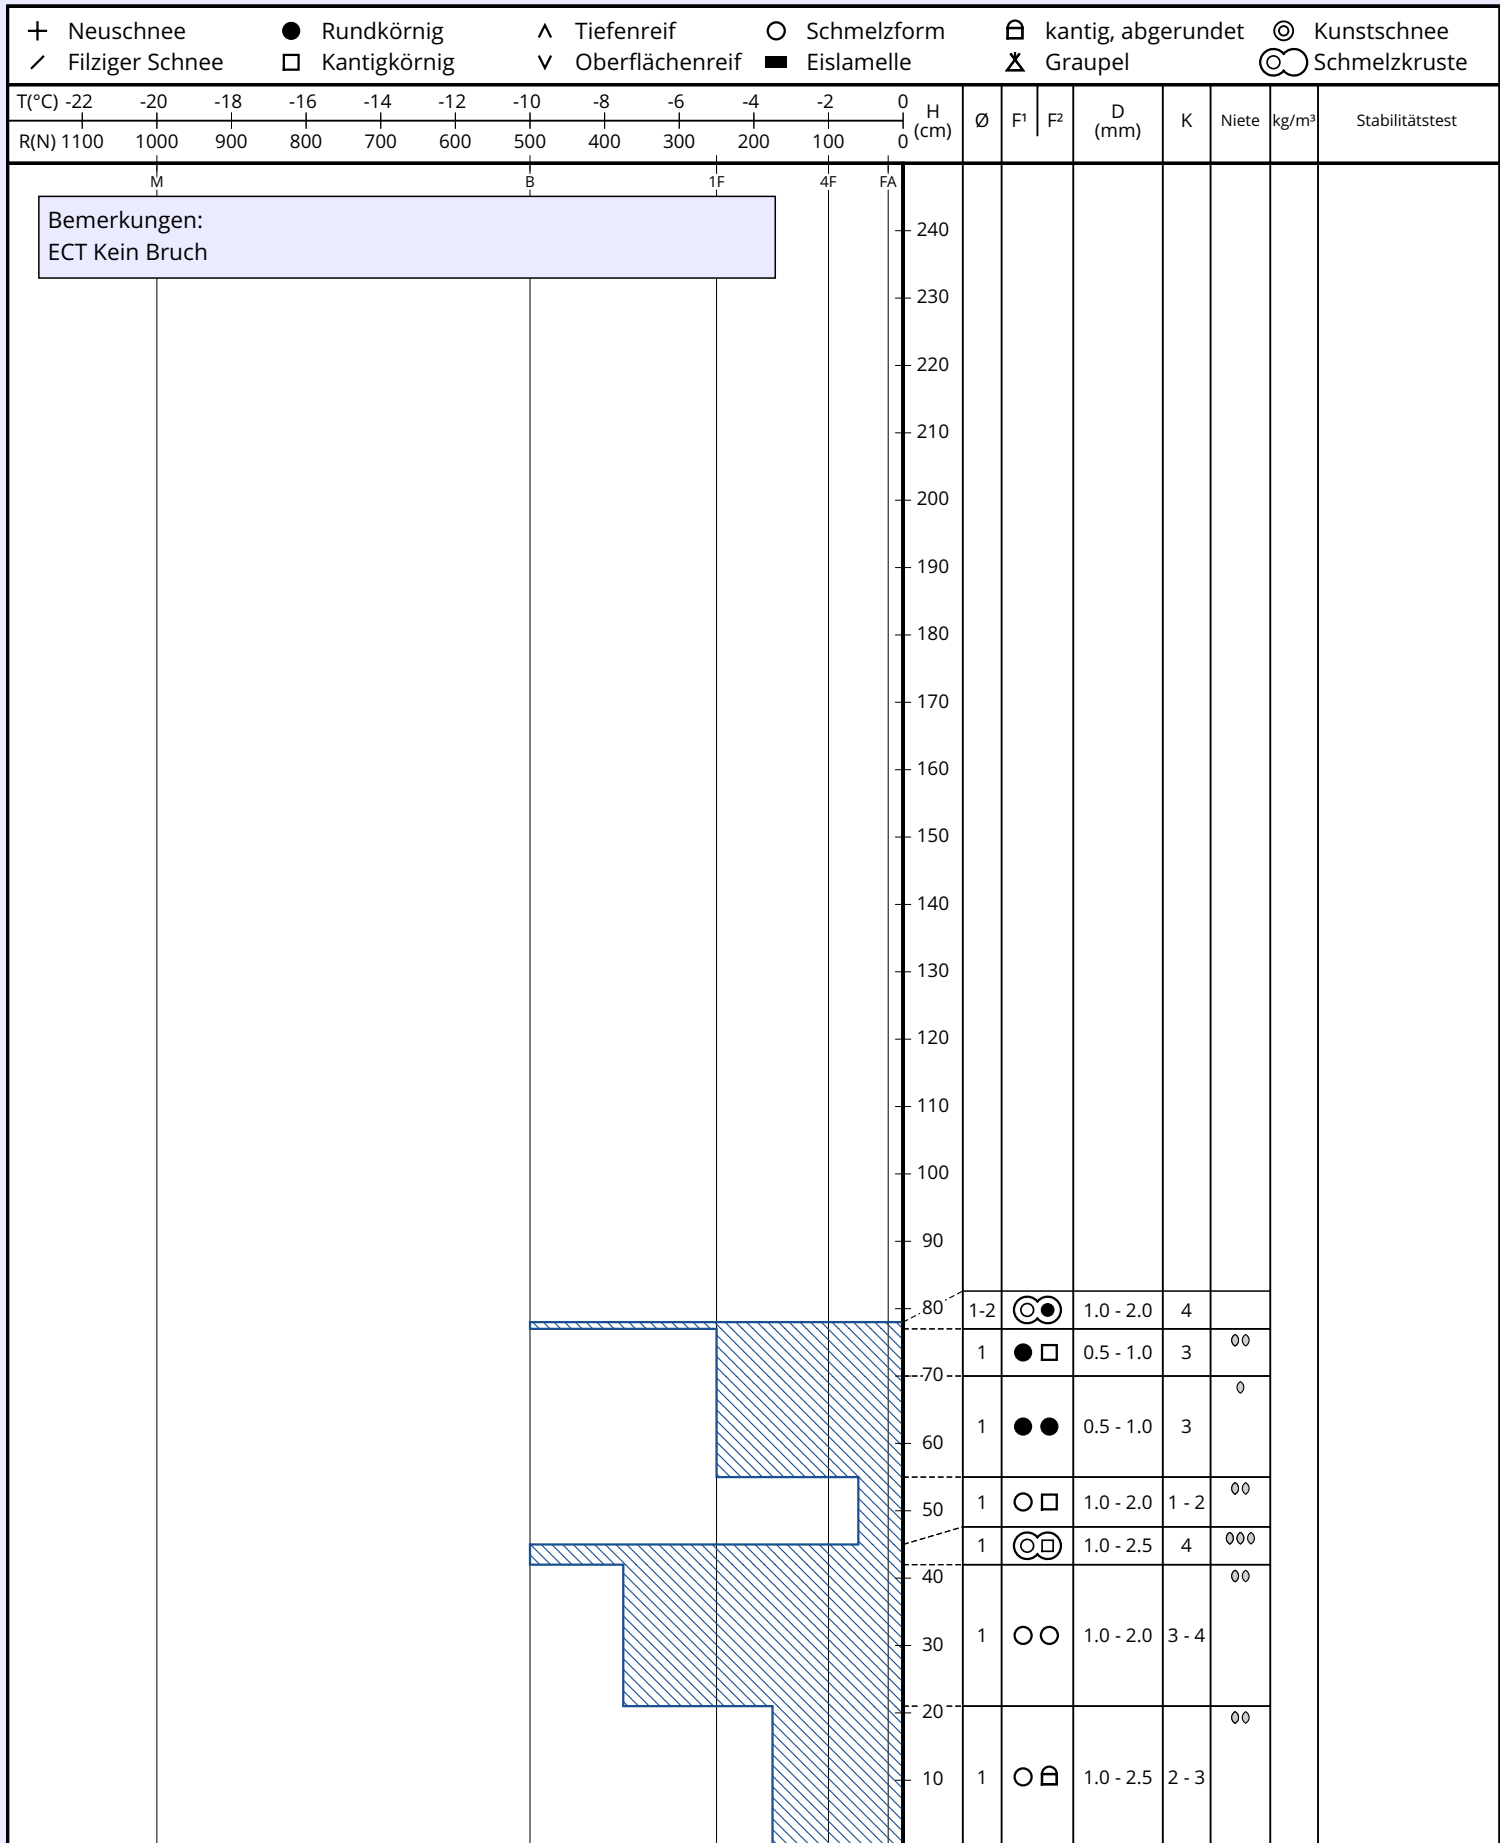 Neuschnee Rundkörnig Tiefenreif Schmelzform kantig, abgerundet Kunstschnee
Filziger Schnee Kantigkörnig Oberflächenreif Eislamelle Graupel Schmelzkruste
T(°C) -22 -20 -18 -16 -14 -12 -10 -8 -6 -4 -2 0
R(N) 1100 1000 900 800 700 600 500 400 300 200 100 0
H (cm) Ø F¹ F² D (mm) K Niete kg/m³ Stabilitätstest
M B 1F 4F FA
Bemerkungen:
ECT Kein Bruch
240
230
220
210
200
190
180
170
160
150
140
130
120
110
100
90
80 1-2 1.0 - 2.0 4
1 0.5 - 1.0 3
70
1 0.5 - 1.0 3
60
50 1 1.0 - 2.0 1 - 2
1 1.0 - 2.5 4
40
30 1 1.0 - 2.0 3 - 4
20
10 1 1.0 - 2.5 2 - 3